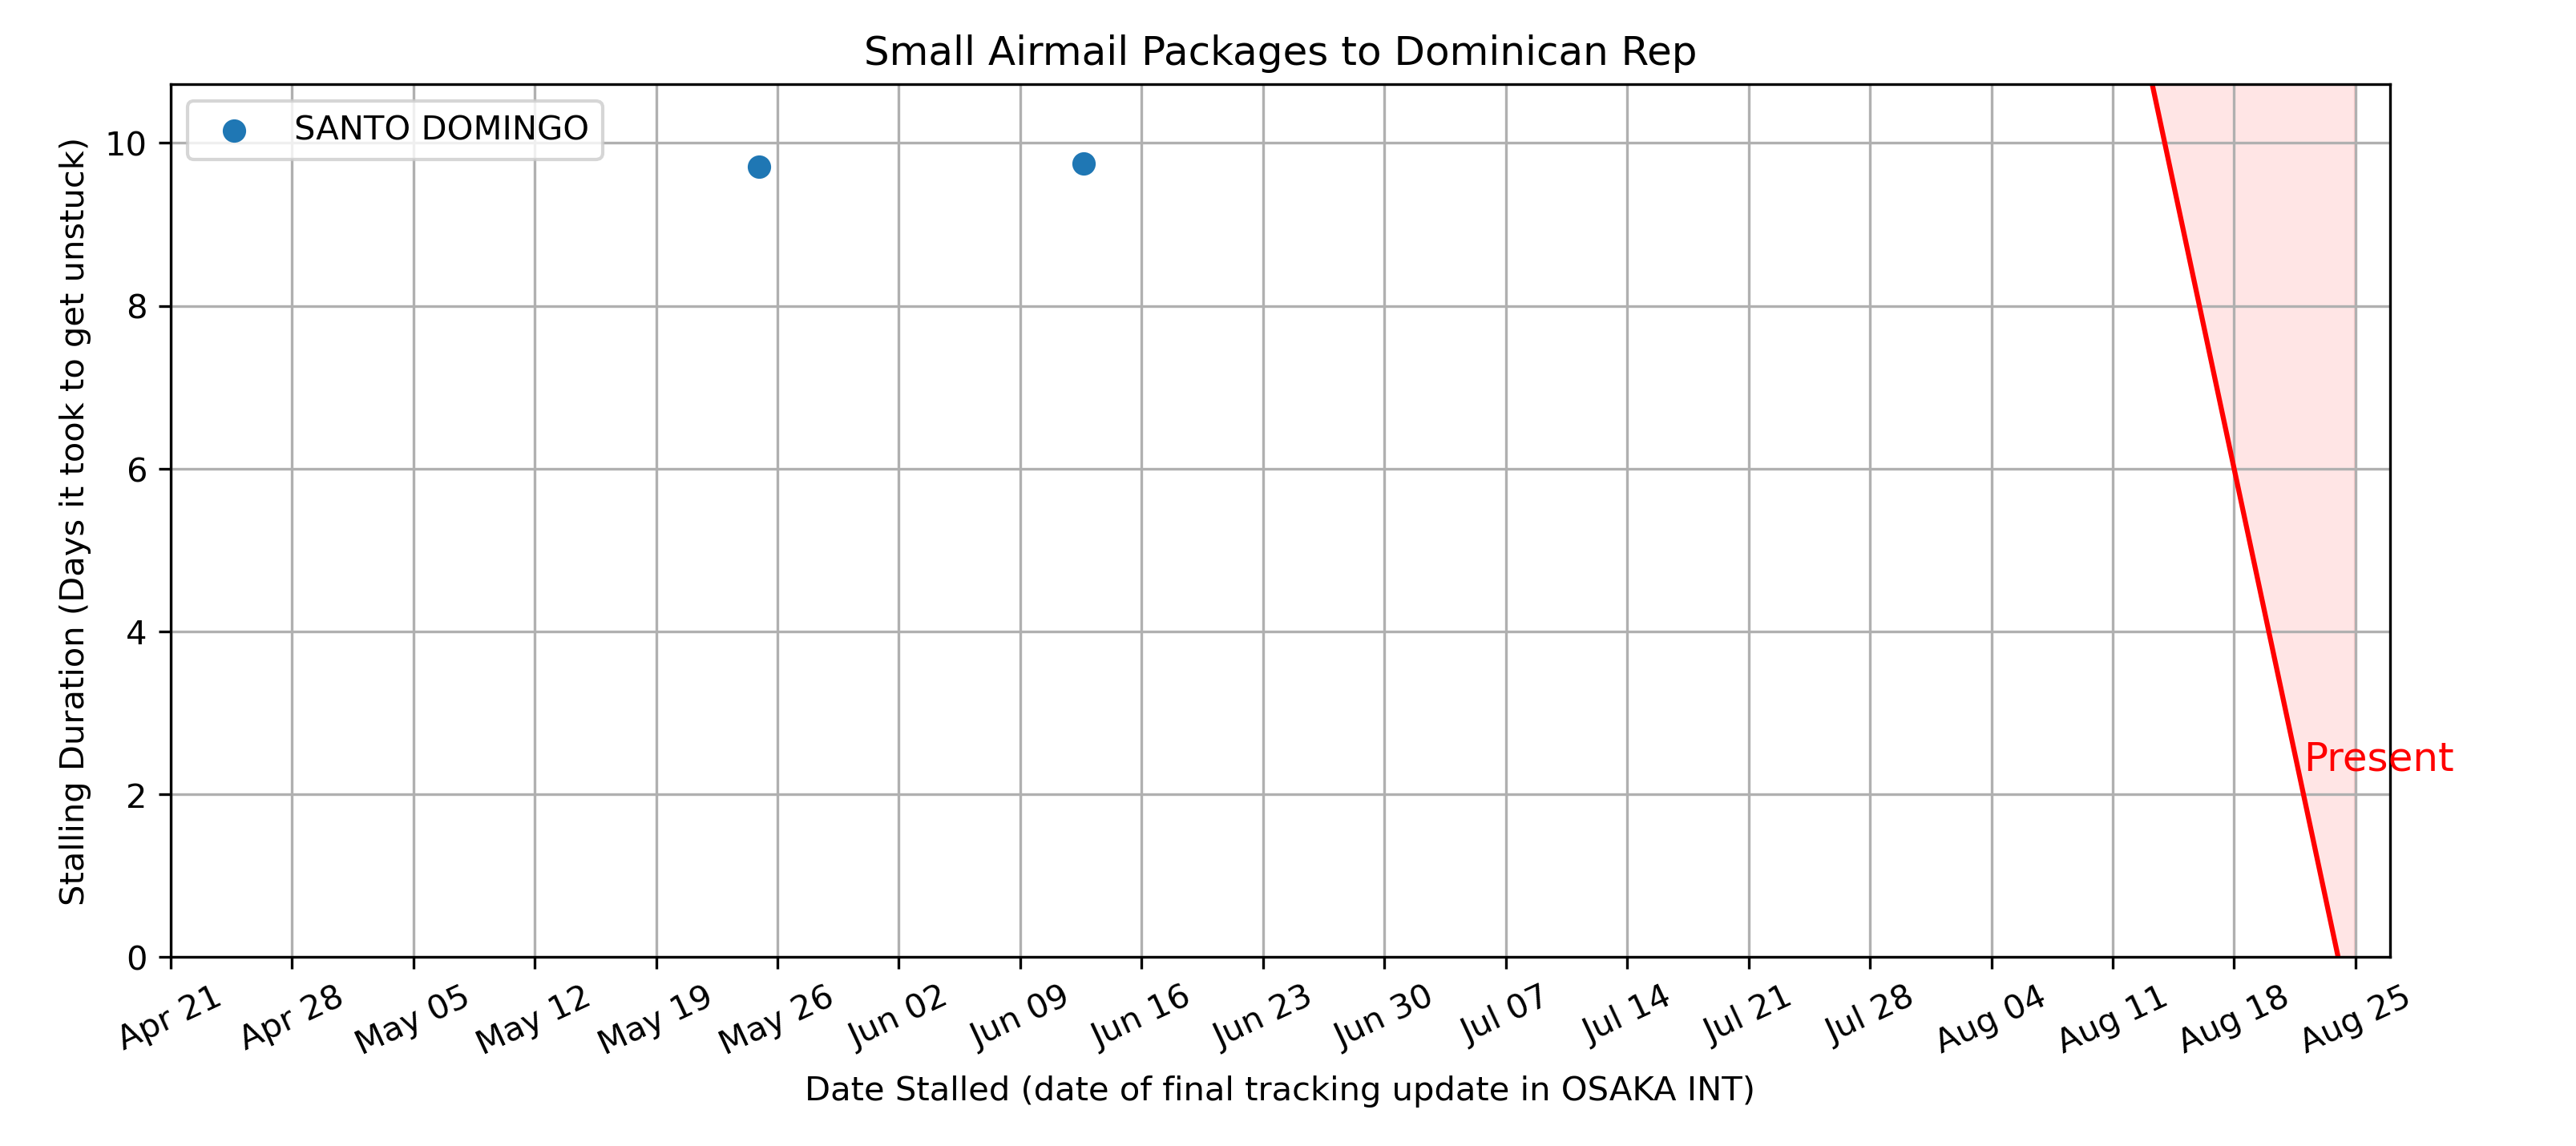 Small Airmail Packages to Dominican Rep
SANTO DOMINGO
Stalling Duration (Days it took to get unstuck)
10
8
6
4
2
0
Present
Apr 21
Apr 28
May 05
May 12
May 19
May 26
Jun 02
Jun 09
Jun 16
Jun 23
Jun 30
Jul 07
Jul 14
Jul 21
Jul 28
Aug 04
Aug 11
Aug 18
Aug 25
Date Stalled (date of final tracking update in OSAKA INT)